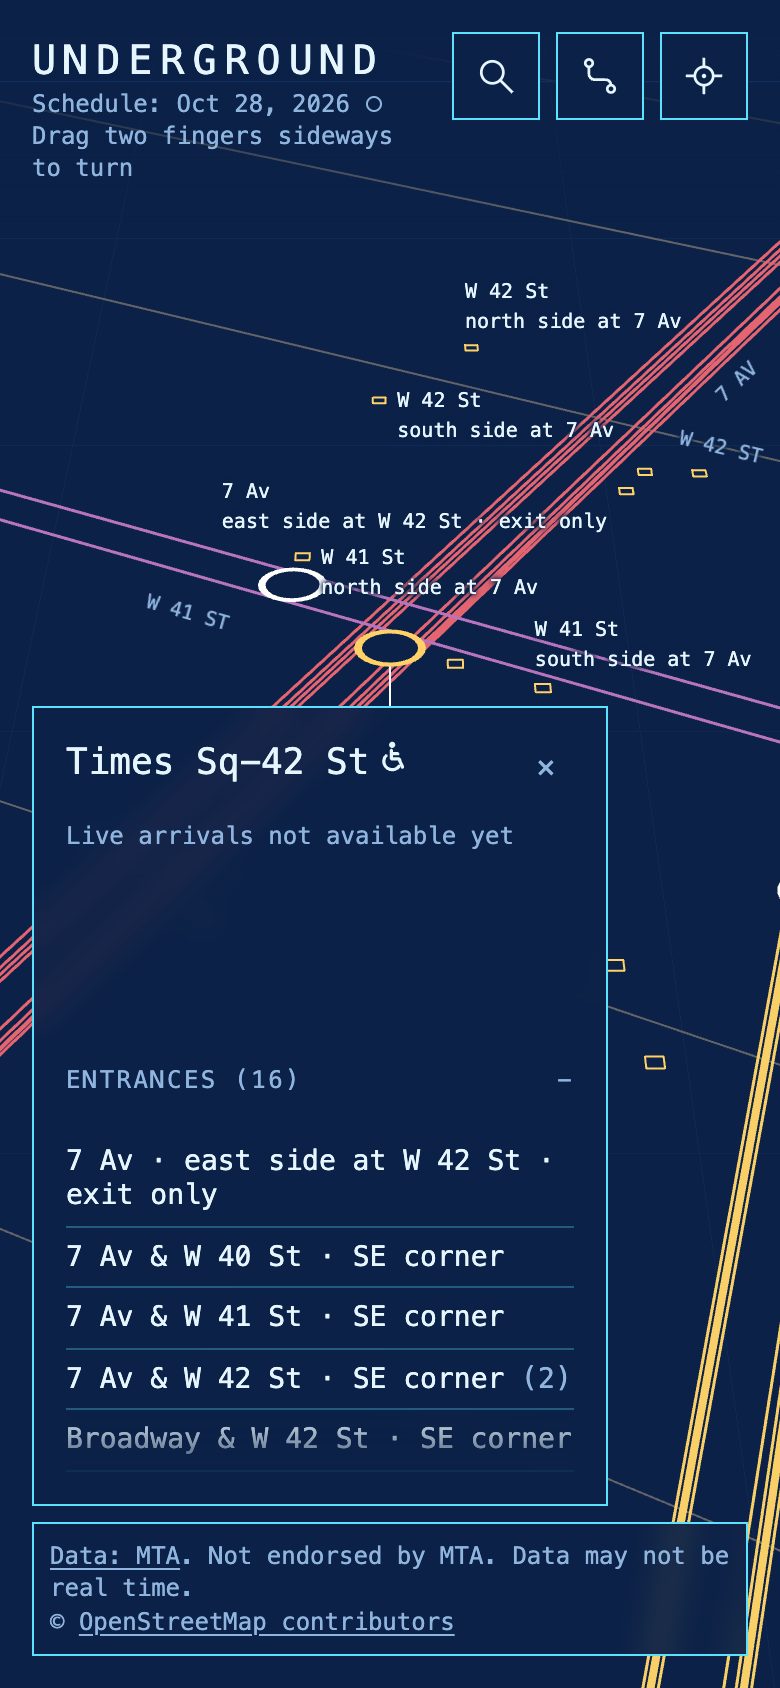 UNDERGROUND
Schedule: Oct 28, 2026
Drag two fingers sideways
to turn
W 42 St
north side at 7 Av
7 AV
W 42 St
south side at 7 Av
W 42 ST
7 Av
east side at W 42 St · exit only
W 41 St
north side at 7 Av
W 41 ST
W 41 St
south side at 7 Av
Times Sq–42 St
×
Live arrivals not available yet
ENTRANCES (16) –
7 Av · east side at W 42 St ·
exit only
7 Av & W 40 St · SE corner
7 Av & W 41 St · SE corner
7 Av & W 42 St · SE corner (2)
Broadway & W 42 St · SE corner
Data: MTA. Not endorsed by MTA. Data may not be
real time.
© OpenStreetMap contributors